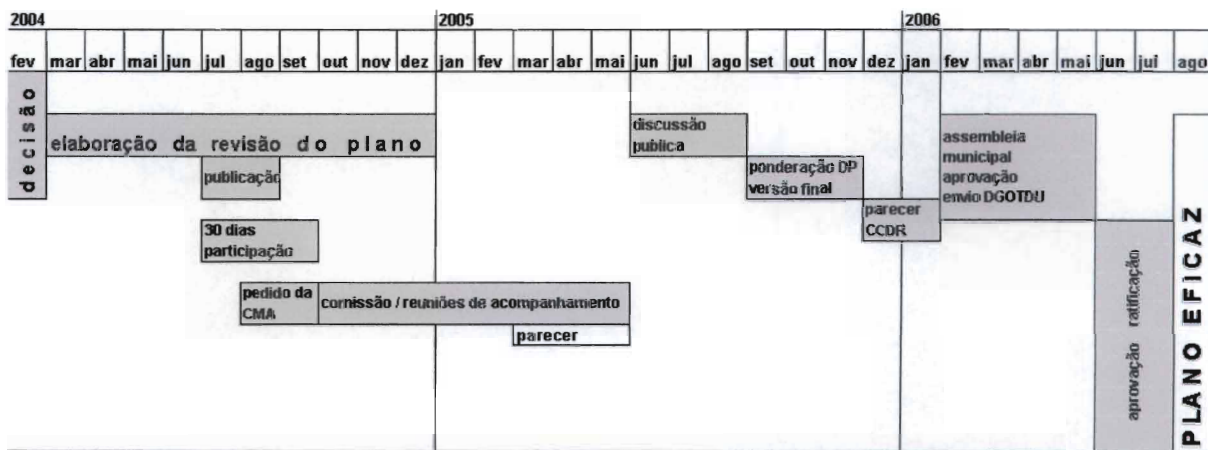 2004 2005 2006
fev mar abr mai jun jul ago set out nov dez jan fev mar abr mai jun jul ago set out nov dez jan fev mar abr mai jun jul ago
decisão
elaboração da revisão do plano
publicação
30 dias
participação
pedido da
CMA
comissão / reuniões de acompanhamento
parecer
discussão
publica
ponderação DP
versão final
parecer
CCDR
assembleia
municipal
aprovação
envio DGOTDU
aprovação ratificação
PLANO EFICAZ